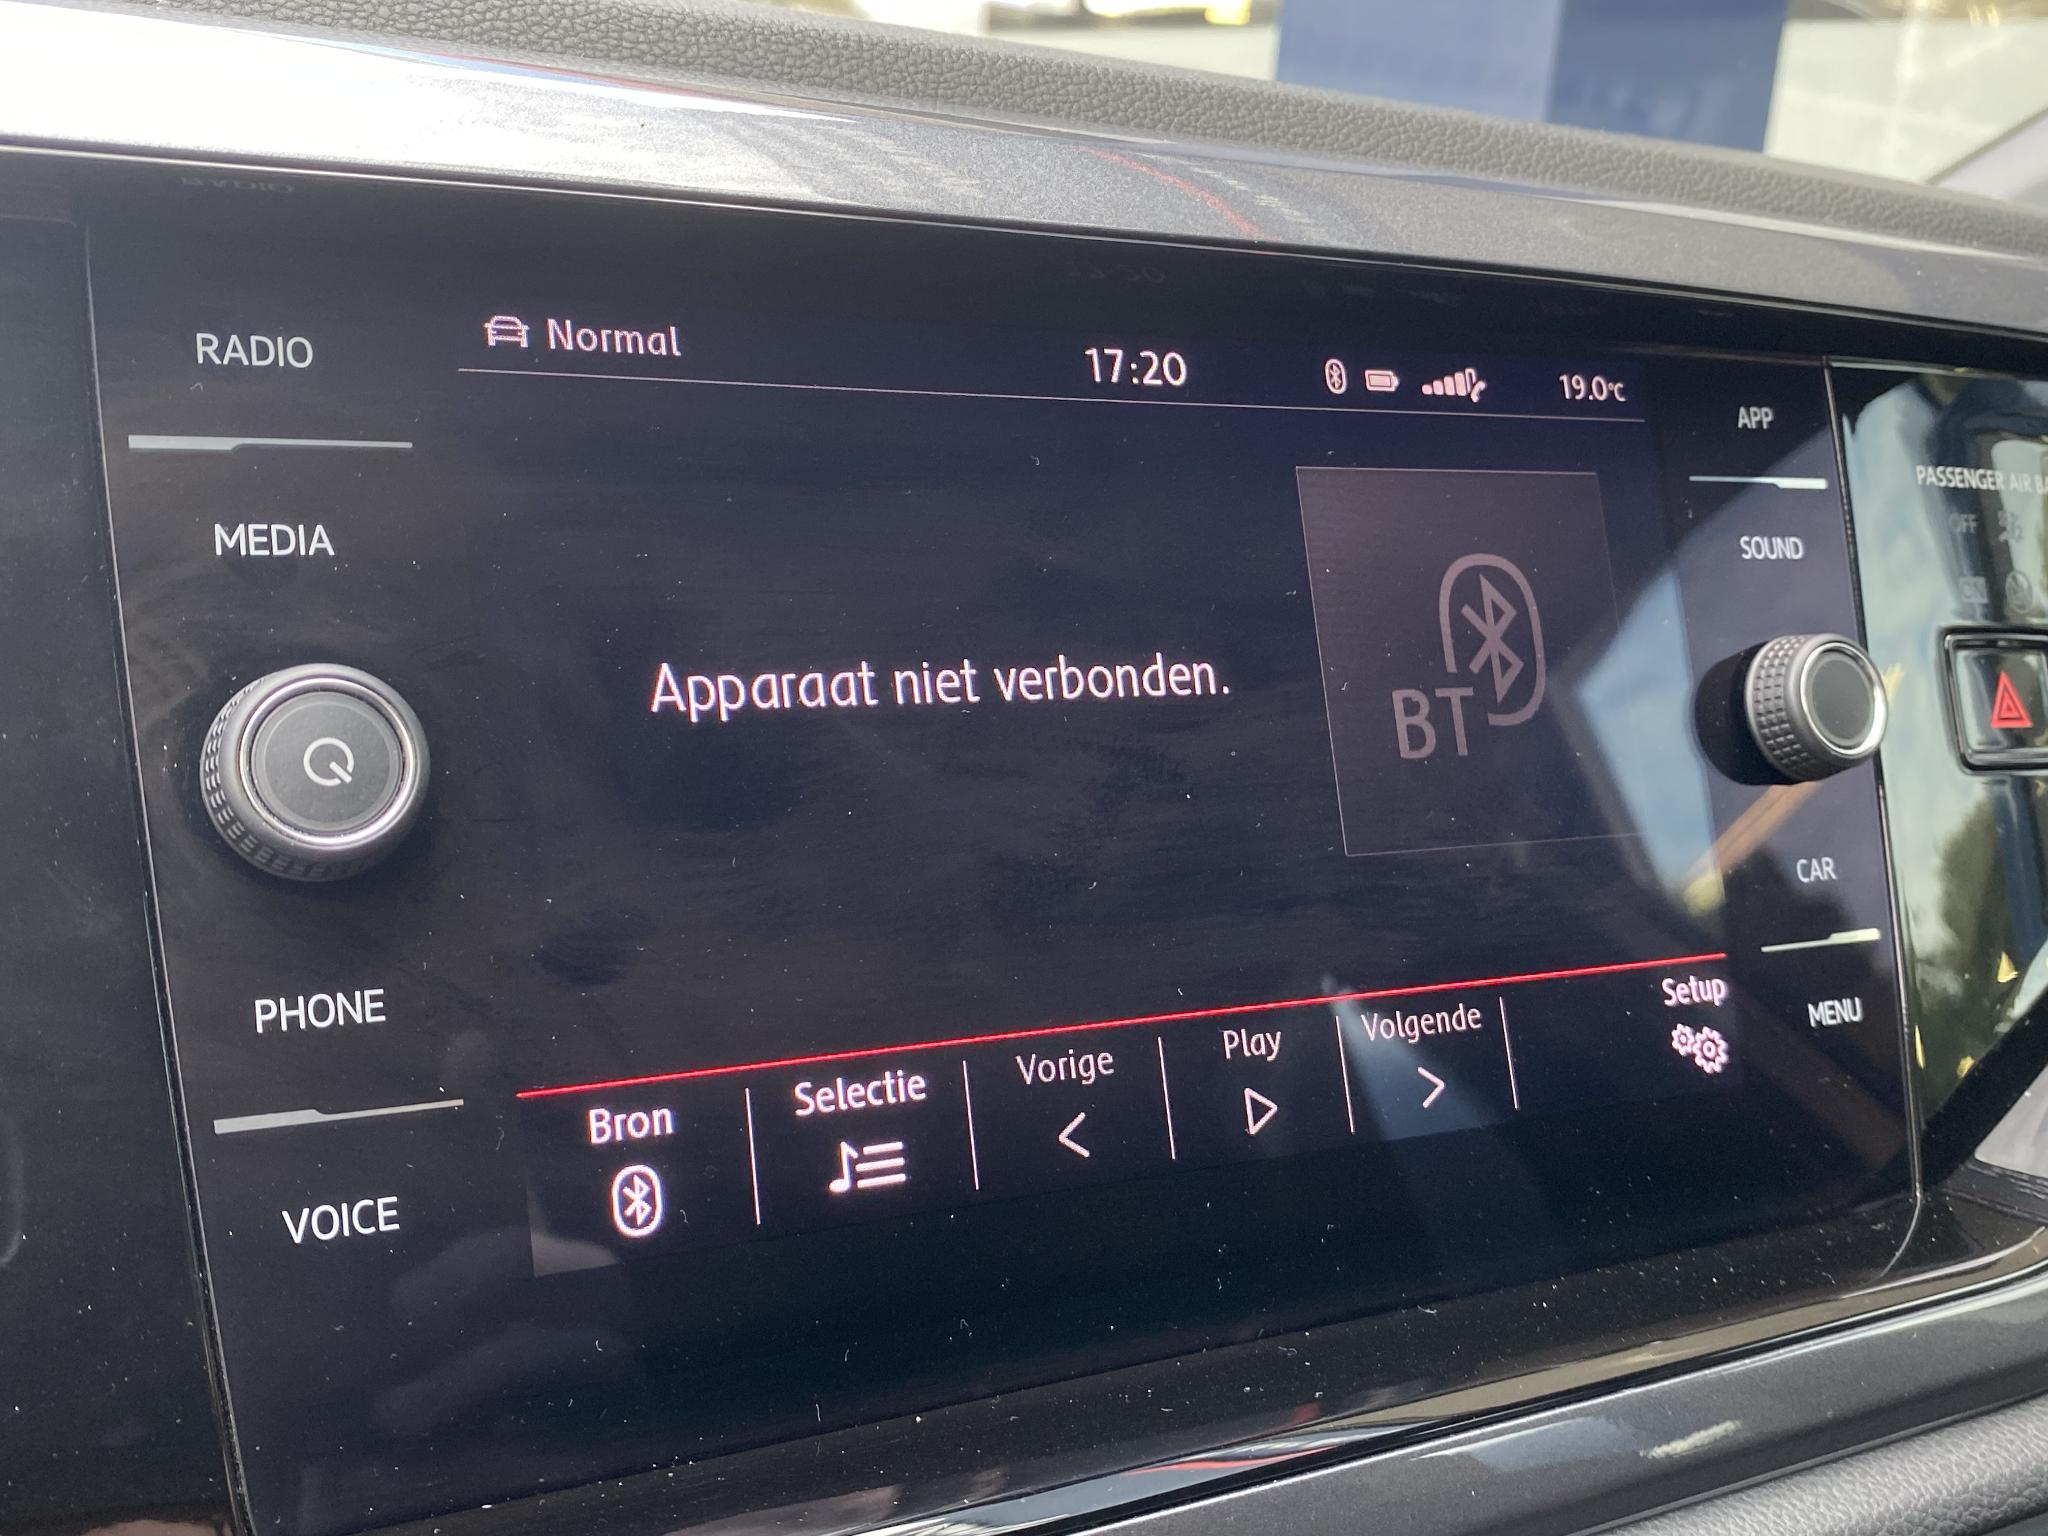 RADIO
MEDIA
PHONE
VOICE
Normal
17:20
19.0°C
Apparaat niet verbonden.
BT
Bron
Selectie
Vorige
Play
Volgende
Setup
APP
SOUND
CAR
MENU
PASSENGER AIR
OFF